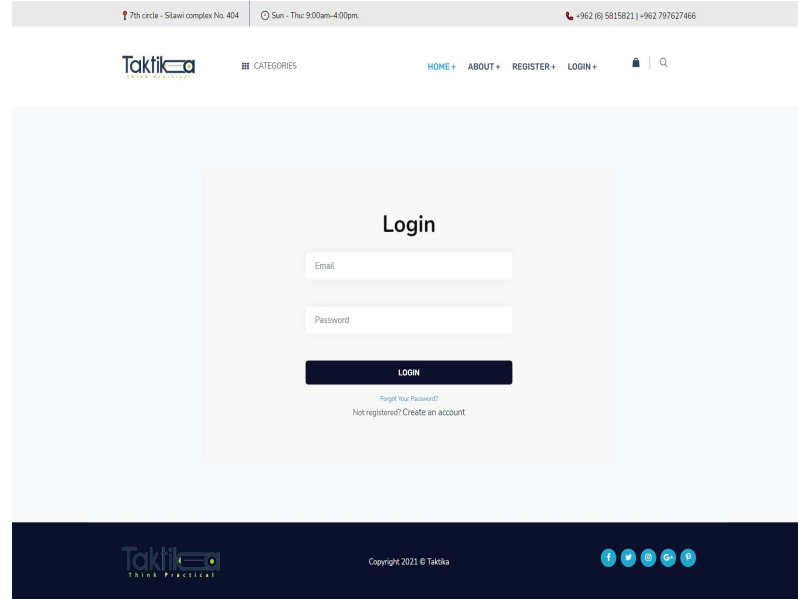 7th circle - Silawi complex No. 404
Sun - Thu: 9:00am-4:00pm.
+962 (6) 5815821 | +962 797627466
Taktika
Think Practical
CATEGORIES
HOME +
ABOUT +
REGISTER +
LOGIN +
Login
Email
Password
LOGIN
Forgot Your Password?
Not registered? Create an account
Taktika
Think Practical
Copyright 2021 © Taktika